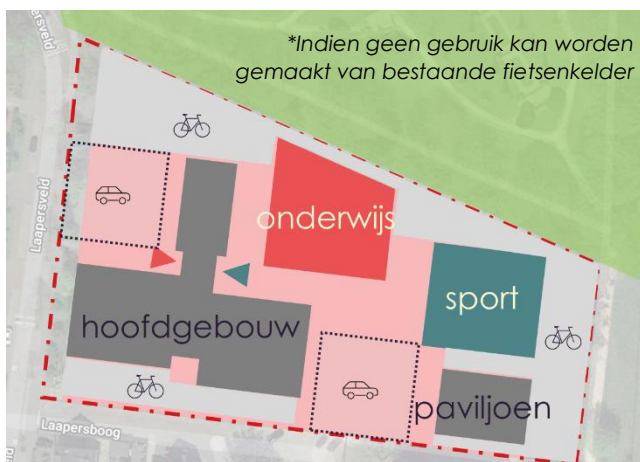 *Indien geen gebruik kan worden
gemaakt van bestaande fietsenkelder
Laapersveld
onderwijs
sport
hoofdgebouw
paviljoen
Laapersboog